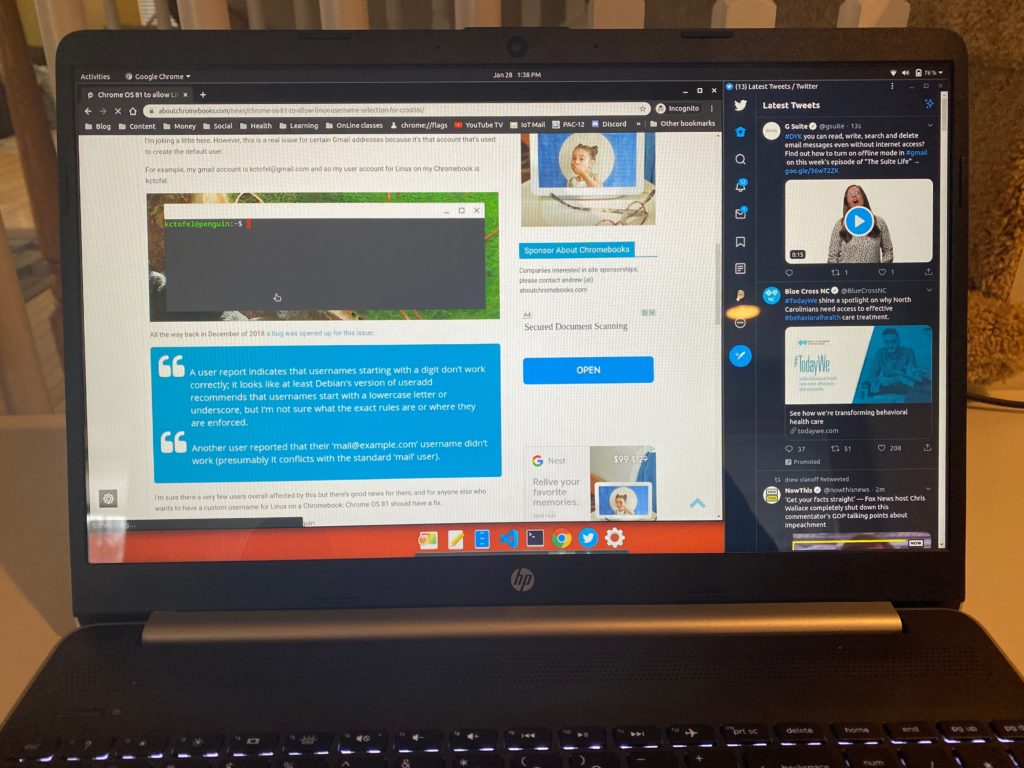 Activities
Google Chrome
Jan 28 1:38 PM
76%
Chrome OS 81 to allow Li
aboutchromebooks.com/news/chrome-os-81-to-allow-linux-username-selection-for-crostini/
Incognito
Blog
Content
Money
Social
Health
Learning
OnLine classes
chrome://flags
YouTube TV
IoT Mail
PAC-12
Discord
»
Other bookmarks
I'm joking a little here. However, this is a real issue for certain Gmail addresses because it's that account that's used
to create the default user.
For example, my gmail account is kctofel@gmail.com and so my user account for Linux on my Chromebook is
kctofel.
kctofel@penguin:~$
All the way back in December of 2018 a bug was opened up for this issue:
A user report indicates that usernames starting with a digit don't work
correctly; it looks like at least Debian's version of useradd
recommends that usernames start with a lowercase letter or
underscore, but I'm not sure what the exact rules are or where they
are enforced.
Another user reported that their 'mail@example.com' username didn't
work (presumably it conflicts with the standard 'mail' user).
I'm sure there a very few users overall affected by this but there's good news for them, and for anyone else who
wants to have a custom username for Linux on a Chromebook: Chrome OS 81 should have a fix.
Sponsor About Chromebooks
Companies interested in site sponsorships,
please contact andrew (at)
aboutchromebooks.com
Ad
Secured Document Scanning
OPEN
Nest
$99 $129
Relive your
favorite
memories.
(13) Latest Tweets / Twitter
Latest Tweets
G Suite @gsuite · 13s
#DYK you can read, write, search and delete
email messages even without internet access?
Find out how to turn on offline mode in #gmail
on this week's episode of "The Suite Life" →
goo.gle/36wT2ZK
0:15
1
1
Blue Cross NC @BlueCrossNC
#TodayWe shine a spotlight on why North
Carolinians need access to effective
#behavioralhealth care treatment.
#TodayWe
See how we're transforming behavioral
health care
todaywe.com
37
51
208
Promoted
drew olanoff Retweeted
NowThis @nowthisnews · 2m
'Get your facts straight' — Fox News host Chris
Wallace completely shut down this
commentator's GOP talking points about
impeachment
NOW
hp
esc
prt sc
delete
home
end
pg up
pg dn
backspace
num